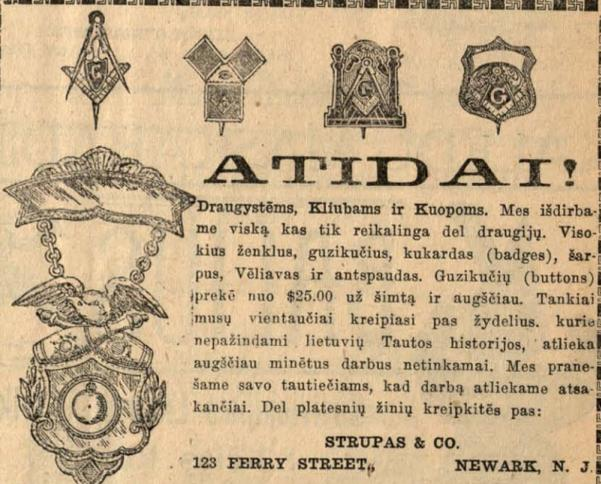 G
G
G
G
ATIDAI!
Draugystēms, Kliubams ir Kuopoms. Mes išdirba-
me viską kas tik reikalinga del draugijų. Viso-
kius ženklus, guzikučius, kukardas (badges), šar-
pus, Vėliavas ir antspaudas. Guzikučių (buttons)
prekė nuo $25.00 už šimtą ir augščiau. Tankiai
musų vientaučiai kreipiasi pas žydelius. kurie
nepažindami lietuvių Tautos historijos, atlieka
augščiau minėtus darbus netinkamai. Mes prane-
šame savo tautiečiams, kad darbą atliekame atsa-
kančiai. Del platesnių žinių kreipkitės pas:
STRUPAS & CO.
123 FERRY STREET,, NEWARK, N. J.